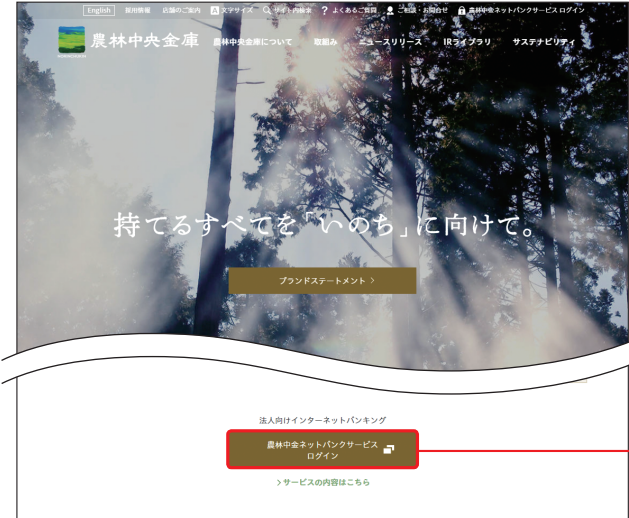 English 採用情報 店舗のご案内 A 文字サイズ サイト内検索 ? よくあるご質問 ご相談・お問合せ 農林中金ネットバンクサービス ログイン
農林中央金庫 農林中央金庫について 取組み ニュースリリース IRライブラリ サステナビリティ
持てるすべてを「いのち」に向けて。
ブランドステートメント >
法人向けインターネットバンキング
農林中金ネットバンクサービス
ログイン
>サービスの内容はこちら